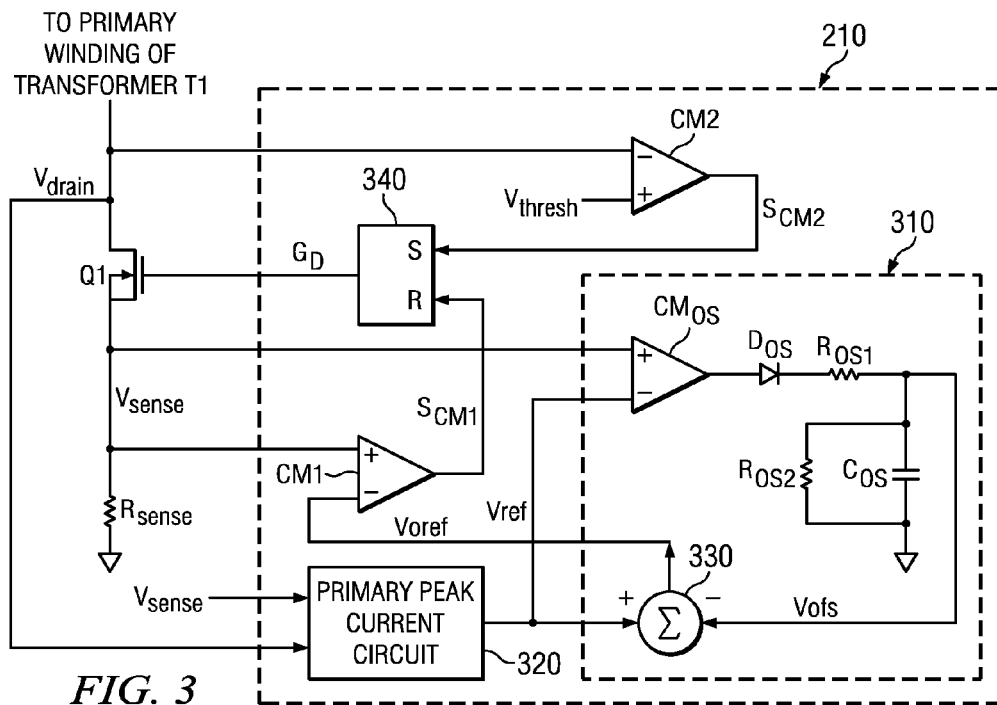 TO PRIMARY
WINDING OF
TRANSFORMER T1
210
CM2
Vdrain
340
−
+
Vthresh
SCM2
310
S
GD
Q1
R
CMOS
DOS
ROS1
+
−
Vsense
SCM1
CM1
+
−
ROS2
COS
Rsense
Voref
Vref
330
Vsense
PRIMARY PEAK
CURRENT
CIRCUIT
+
Σ
−
Vofs
320
FIG. 3